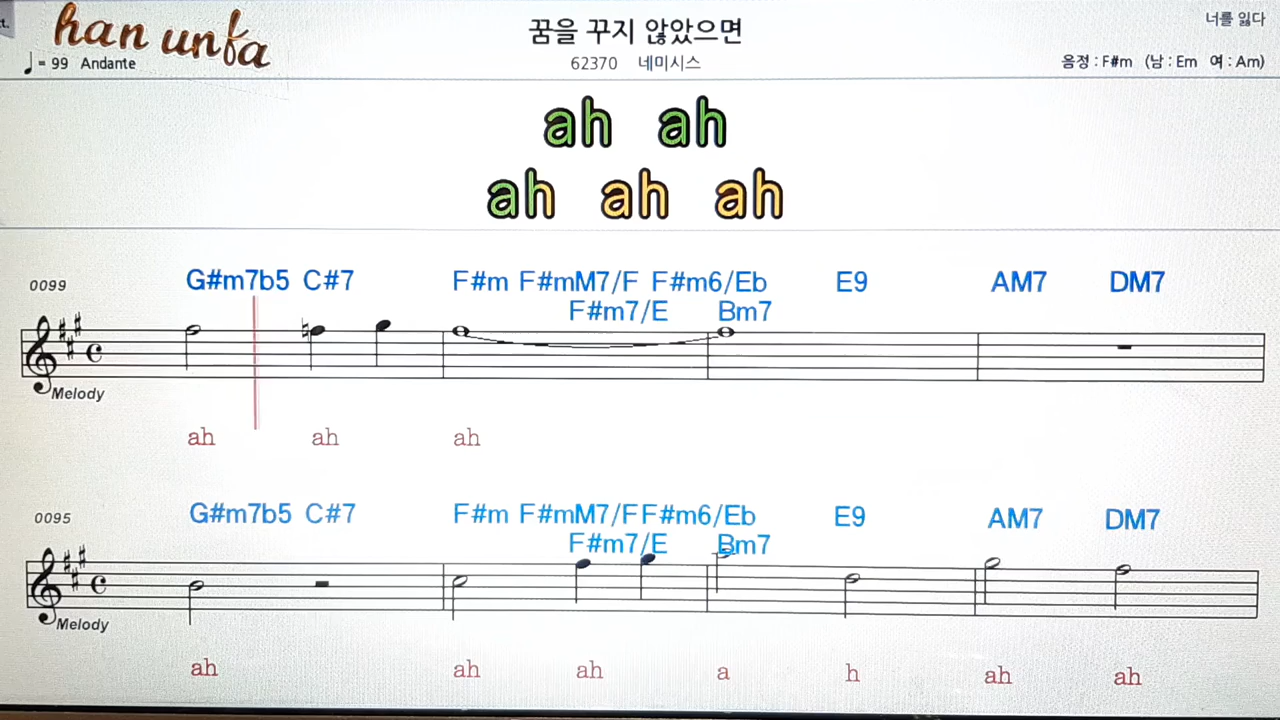 t.
han unfa
꿈을 꾸지 않았으면
너를 잃다
♩= 99 Andante
62370 네미시스
음정 : F#m (남 : Em 여 : Am)
ah ah
ah ah ah
0099
G#m7b5 C#7 F#m F#mM7/F F#m6/Eb E9 AM7 DM7
F#m7/E Bm7
Melody
ah ah ah
0095
G#m7b5 C#7 F#m F#mM7/F F#m6/Eb E9 AM7 DM7
F#m7/E Bm7
Melody
ah ah ah a h ah ah